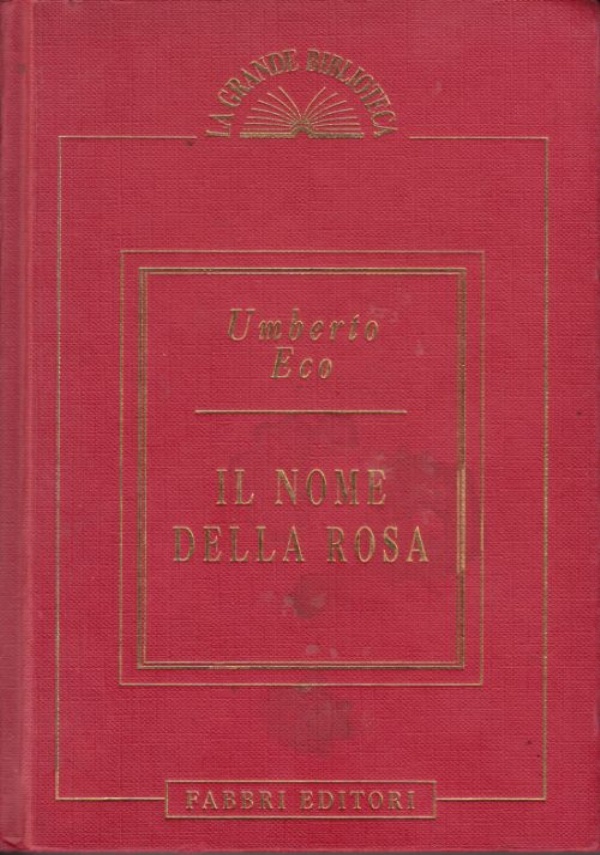 LA GRANDE BIBLIOTECA
Umberto
Eco
IL NOME
DELLA ROSA
FABBRI EDITORI